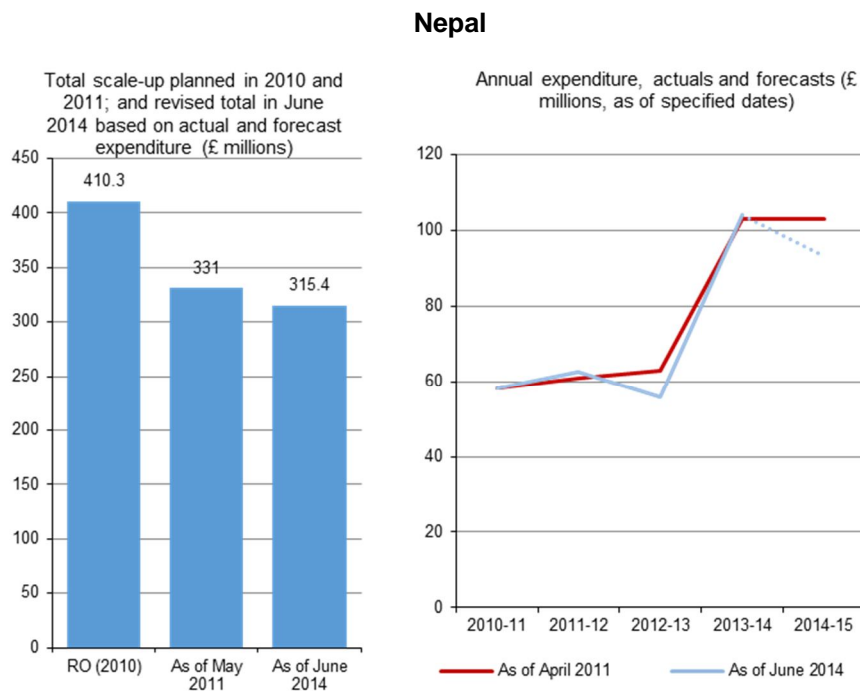 Nepal
Total scale-up planned in 2010 and
2011; and revised total in June
2014 based on actual and forecast
expenditure (£ millions)
450
400
350
300
250
200
150
100
50
0
410.3
331
315.4
RO (2010)
As of May
2011
As of June
2014
Annual expenditure, actuals and forecasts (£
millions, as of specified dates)
120
100
80
60
40
20
0
2010-11
2011-12
2012-13
2013-14
2014-15
As of April 2011
As of June 2014